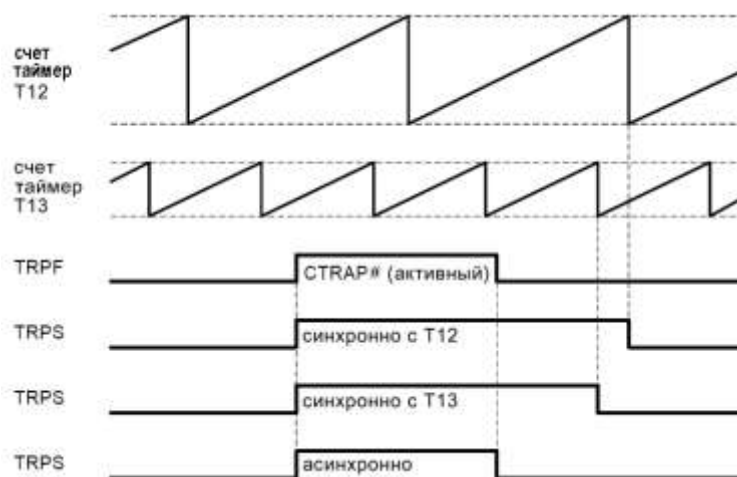 счет
таймер
T12
счет
таймер
T13
TRPF
CTRAP# (активный)
TRPS
синхронно с T12
TRPS
синхронно с T13
TRPS
асинхронно